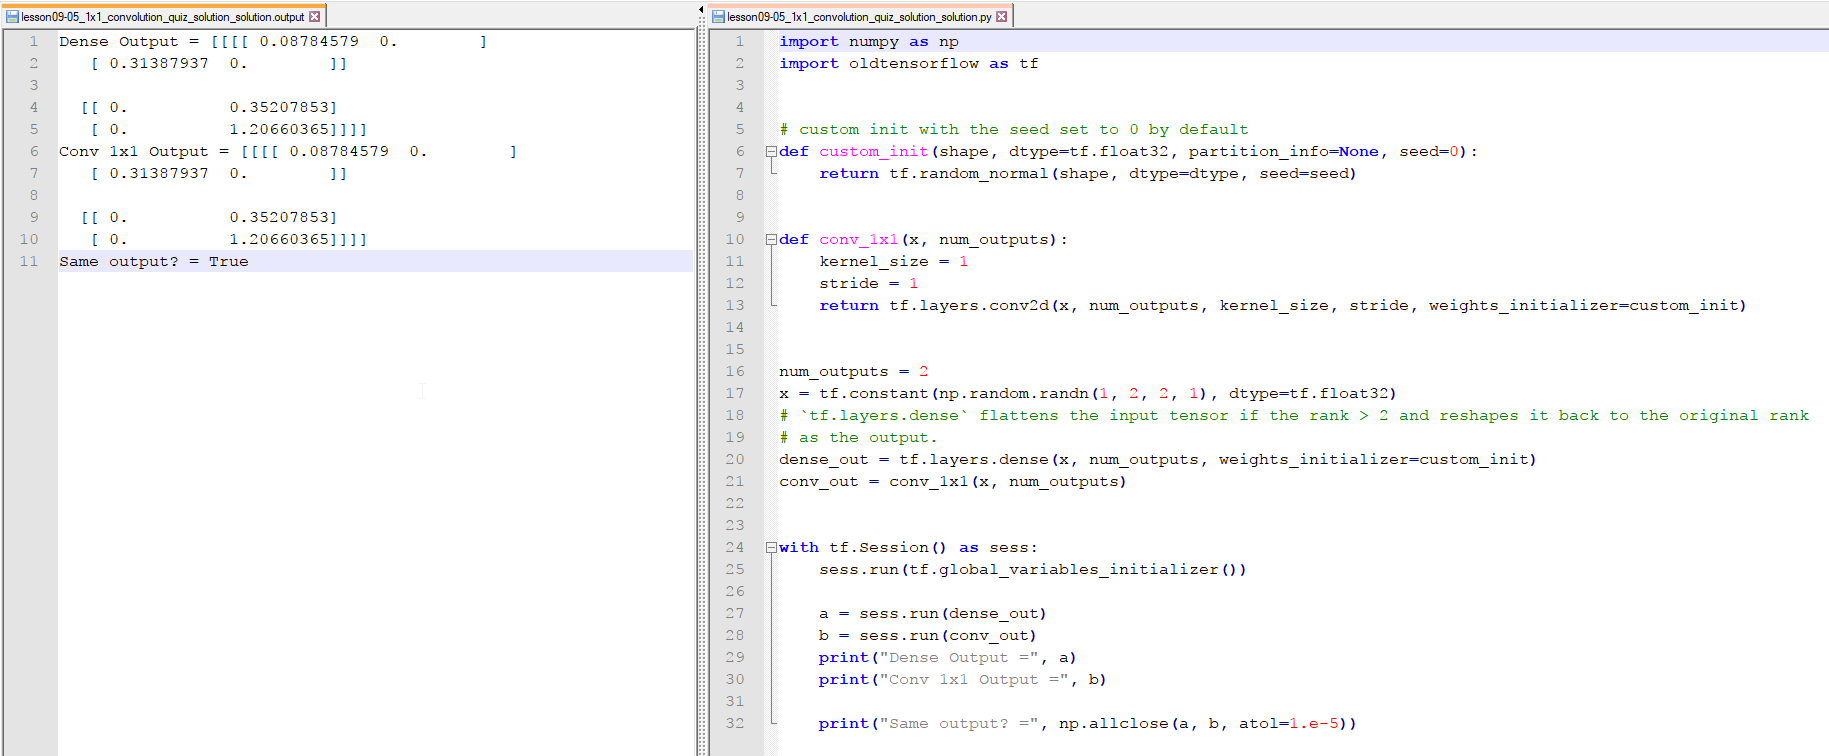 lesson09-05_1x1_convolution_quiz_solution_solution.output
1 Dense Output = [[[[ 0.08784579  0.        ]
2    [ 0.31387937  0.        ]]
3
4   [[ 0.          0.35207853]
5    [ 0.          1.20660365]]]]
6 Conv 1x1 Output = [[[[ 0.08784579  0.        ]
7    [ 0.31387937  0.        ]]
8
9   [[ 0.          0.35207853]
10    [ 0.          1.20660365]]]]
11 Same output? = True
lesson09-05_1x1_convolution_quiz_solution_solution.py
1 import numpy as np
2 import oldtensorflow as tf
3
4
5 # custom init with the seed set to 0 by default
6 def custom_init(shape, dtype=tf.float32, partition_info=None, seed=0):
7     return tf.random_normal(shape, dtype=dtype, seed=seed)
8
9
10 def conv_1x1(x, num_outputs):
11     kernel_size = 1
12     stride = 1
13     return tf.layers.conv2d(x, num_outputs, kernel_size, stride, weights_initializer=custom_init)
14
15
16 num_outputs = 2
17 x = tf.constant(np.random.randn(1, 2, 2, 1), dtype=tf.float32)
18 # `tf.layers.dense` flattens the input tensor if the rank > 2 and reshapes it back to the original rank
19 # as the output.
20 dense_out = tf.layers.dense(x, num_outputs, weights_initializer=custom_init)
21 conv_out = conv_1x1(x, num_outputs)
22
23
24 with tf.Session() as sess:
25     sess.run(tf.global_variables_initializer())
26
27     a = sess.run(dense_out)
28     b = sess.run(conv_out)
29     print("Dense Output =", a)
30     print("Conv 1x1 Output =", b)
31
32     print("Same output? =", np.allclose(a, b, atol=1.e-5))